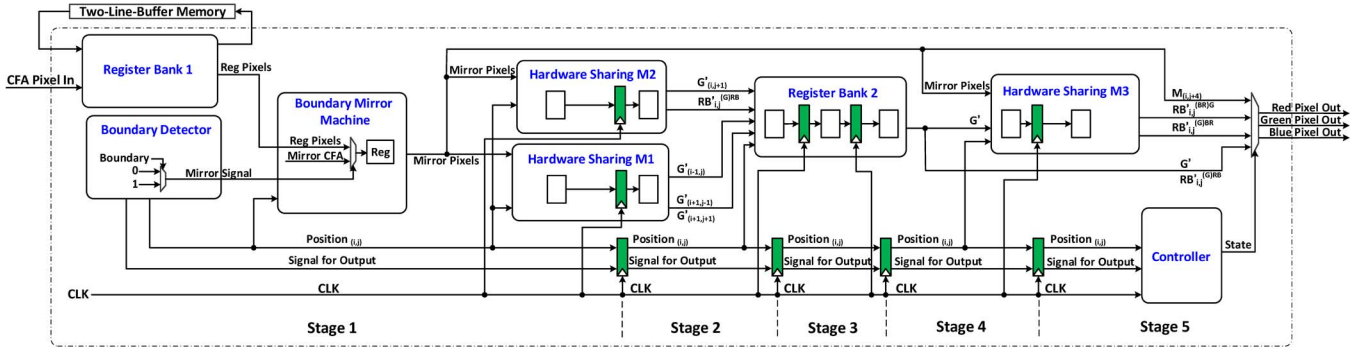 Two-Line-Buffer Memory
CFA Pixel In
Register Bank 1
Reg Pixels
Boundary Detector
Boundary
0
1
Mirror Signal
Boundary Mirror
Machine
Reg Pixels
Mirror CFA
Reg
Mirror Pixels
Mirror Pixels
Hardware Sharing M2
G'(i,j+1)
RB'i,j(G)RB
Hardware Sharing M1
G'(i-1,j)
G'(i+1,j-1)
G'(i+1,j+1)
Register Bank 2
G'
Mirror Pixels
Hardware Sharing M3
M(i,j+4)
RB'i,j(BR)G
RB'i,j(G)BR
G'
RB'i,j(G)RB
Red Pixel Out
Green Pixel Out
Blue Pixel Out
Position (i,j)
Position (i,j)
Position (i,j)
Position (i,j)
Position (i,j)
Signal for Output
Signal for Output
Signal for Output
Signal for Output
Signal for Output
Controller
State
CLK
CLK
CLK
CLK
CLK
CLK
Stage 1
Stage 2
Stage 3
Stage 4
Stage 5